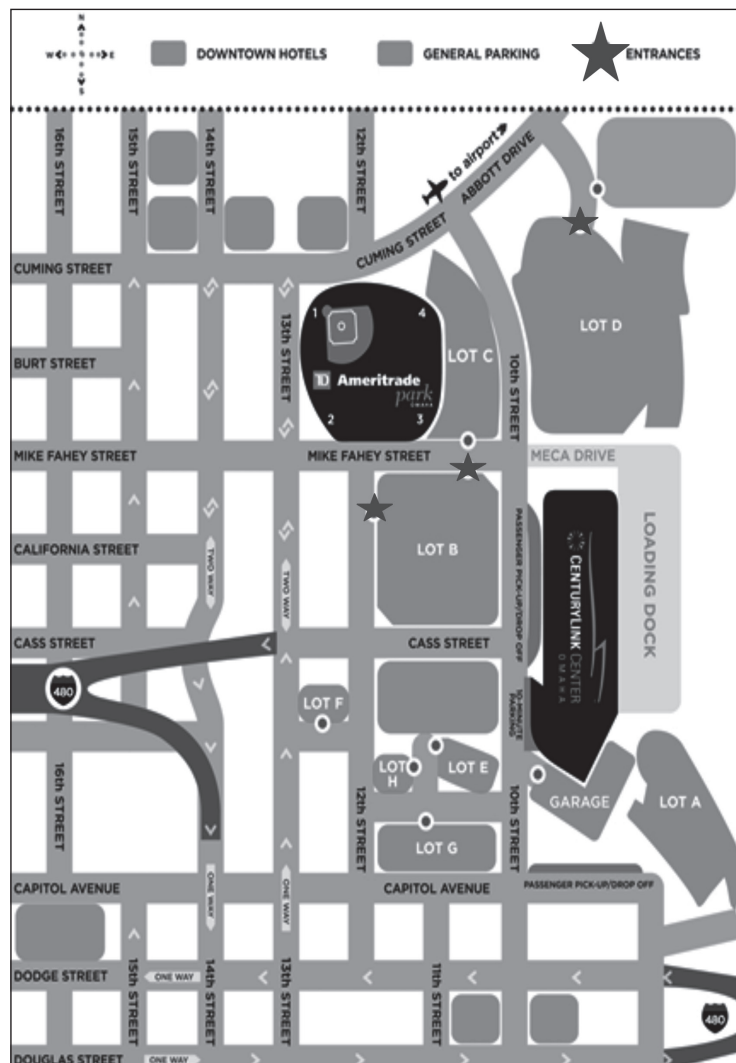 N
W
E
S
DOWNTOWN HOTELS
GENERAL PARKING
ENTRANCES
16th STREET
15th STREET
14th STREET
12th STREET
to airport
ABBOTT DRIVE
CUMING STREET
CUMING STREET
13th STREET
1
4
LOT C
LOT D
BURT STREET
TD Ameritrade
park
OMAHA
10th STREET
2
3
MIKE FAHEY STREET
MIKE FAHEY STREET
MECA DRIVE
CALIFORNIA STREET
TWO WAY
TWO WAY
LOT B
PASSENGER PICK-UP/DROP OFF
CENTURYLINK CENTER
OMAHA
LOADING DOCK
CASS STREET
CASS STREET
480
LOT F
10-MINUTE
PARKING
LOT
H
LOT E
16th STREET
12th STREET
10th STREET
GARAGE
LOT A
LOT G
CAPITOL AVENUE
ONE WAY
ONE WAY
CAPITOL AVENUE
PASSENGER PICK-UP/DROP OFF
DODGE STREET
15th STREET
ONE WAY
14th STREET
13th STREET
11th STREET
480
DOUGLAS STREET
ONE WAY